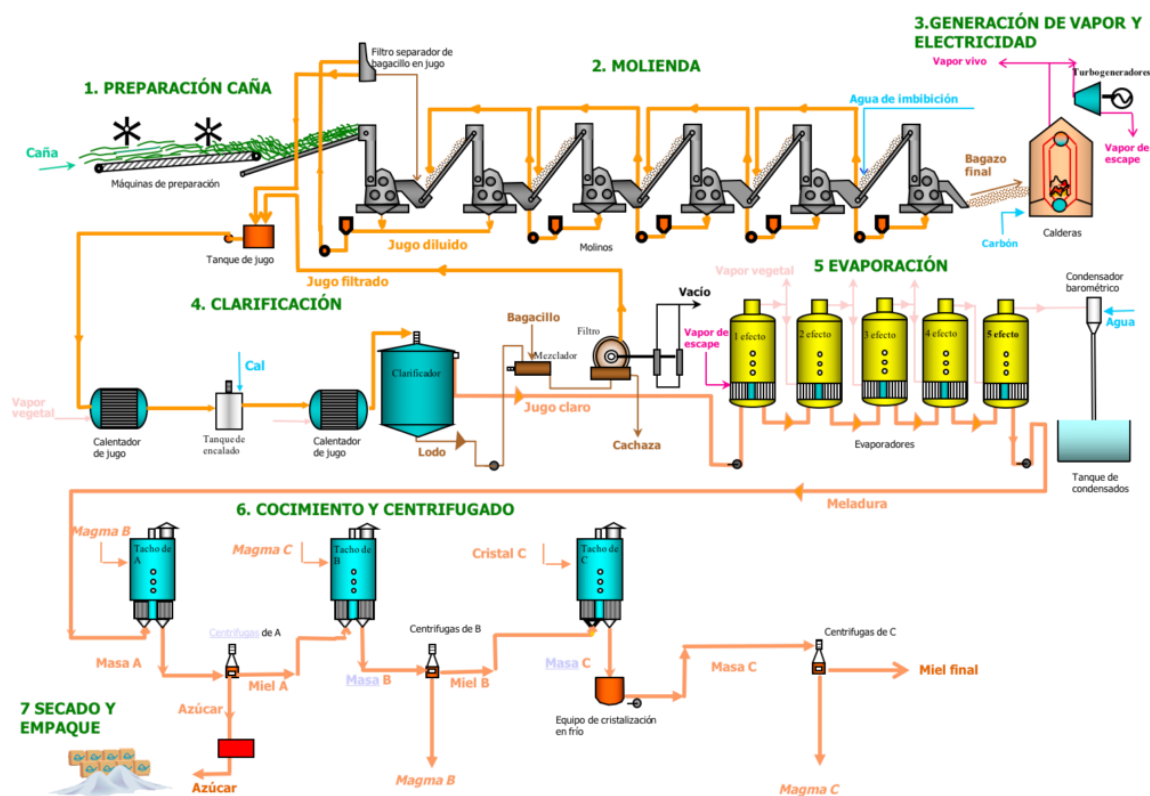 3.GENERACIÓN DE VAPOR Y
ELECTRICIDAD
Filtro separador de
bagacillo en jugo
2. MOLIENDA
Vapor vivo
Turbogeneradores
1. PREPARACIÓN CAÑA
Agua de imbibición
Vapor de
escape
Caña
Bagazo
final
Máquinas de preparación
Jugo diluido
Molinos
Carbón
Calderas
Tanque de jugo
Jugo filtrado
Vapor vegetal
5 EVAPORACIÓN
Condensador
barométrico
4. CLARIFICACIÓN
Vacío
Bagacillo
Filtro
Vapor de
escape
Agua
1 efecto
2 efecto
3 efecto
4 efecto
5 efecto
Mezclador
Cal
Clarificador
Vapor
vegetal
Jugo claro
Calentador
de jugo
Tanque de
encalado
Calentador
de jugo
Lodo
Cachaza
Evaporadores
Tanque de
condensados
Meladura
6. COCIMIENTO Y CENTRIFUGADO
Magma B
Tacho de
A
Magma C
Tacho de
B
Cristal C
Tacho de
C
Centrifugas de A
Centrifugas de B
Centrifugas de C
Masa A
Miel A
Masa B
Miel B
Masa C
Masa C
Miel final
7 SECADO Y
EMPAQUE
Azúcar
Equipo de cristalización
en frío
Azúcar
Magma B
Magma C